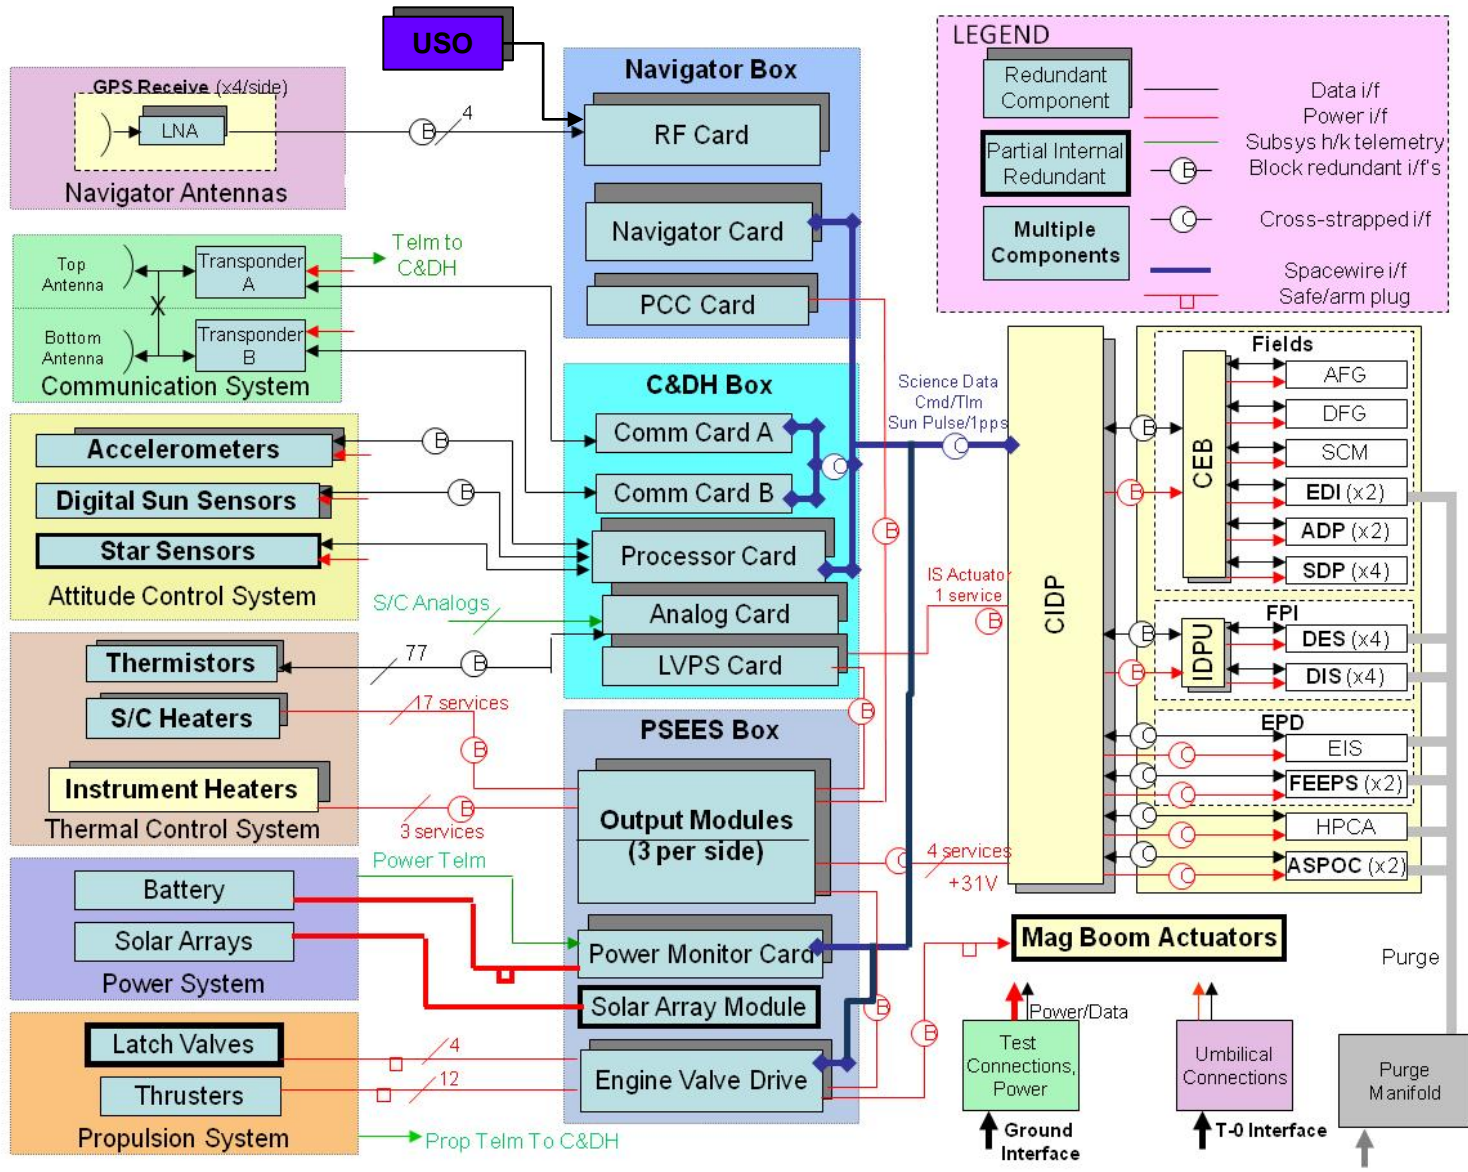 USO
LEGEND
Redundant
Component
Partial Internal
Redundant
Multiple
Components
Data i/f
Power i/f
Subsys h/k telemetry
B
Block redundant i/f's
C
Cross-strapped i/f
Spacewire i/f
Safe/arm plug
GPS Receive (x4/side)
LNA
B
4
Navigator Antennas
Navigator Box
RF Card
Navigator Card
PCC Card
Top
Antenna
Transponder
A
X
Bottom
Antenna
Transponder
B
Communication System
Telm to
C&DH
Accelerometers
B
Digital Sun Sensors
B
Star Sensors
Attitude Control System
C&DH Box
Comm Card A
Comm Card B
C
Processor Card
Analog Card
LVPS Card
S/C Analogs
Thermistors
77
B
S/C Heaters
17 services
B
Instrument Heaters
B
3 services
Thermal Control System
PSEES Box
Output Modules
(3 per side)
Power Monitor Card
Solar Array Module
Engine Valve Drive
Power Telm
Battery
Solar Arrays
Power System
Latch Valves
4
Thrusters
12
Propulsion System
Prop Telm To C&DH
Science Data
Cmd/Tlm
Sun Pulse/1pps
C
B
IS Actuator
1 service
B
B
C
4 services
+31V
B
B
CIDP
Fields
CEB
B
B
AFG
DFG
SCM
EDI (x2)
ADP (x2)
SDP (x4)
FPI
IDPU
B
B
DES (x4)
DIS (x4)
EPD
C
C
EIS
C
C
FEEPS (x2)
C
C
HPCA
C
C
ASPOC (x2)
Mag Boom Actuators
Purge
Power/Data
Test
Connections,
Power
Ground
Interface
Umbilical
Connections
T-0 Interface
Purge
Manifold